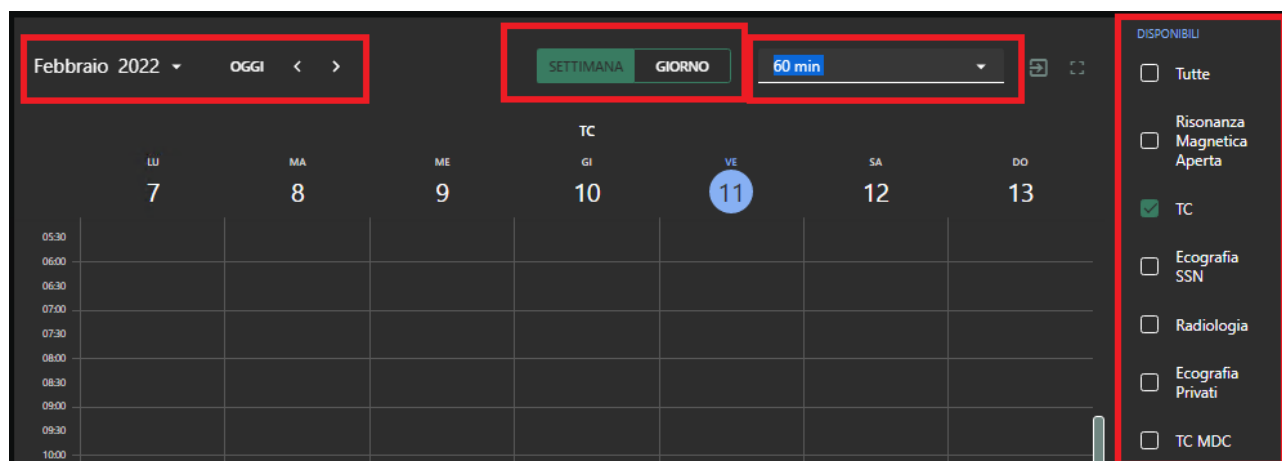 Febbraio 2022 OGGI < >
SETTIMANA GIORNO
60 min
TC
LU MA ME GI VE SA DO
7 8 9 10 11 12 13
05:30
06:00
06:30
07:00
07:30
08:00
08:30
09:00
09:30
10:00
DISPONIBILI
Tutte
Risonanza
Magnetica
Aperta
TC
Ecografia
SSN
Radiologia
Ecografia
Privati
TC MDC